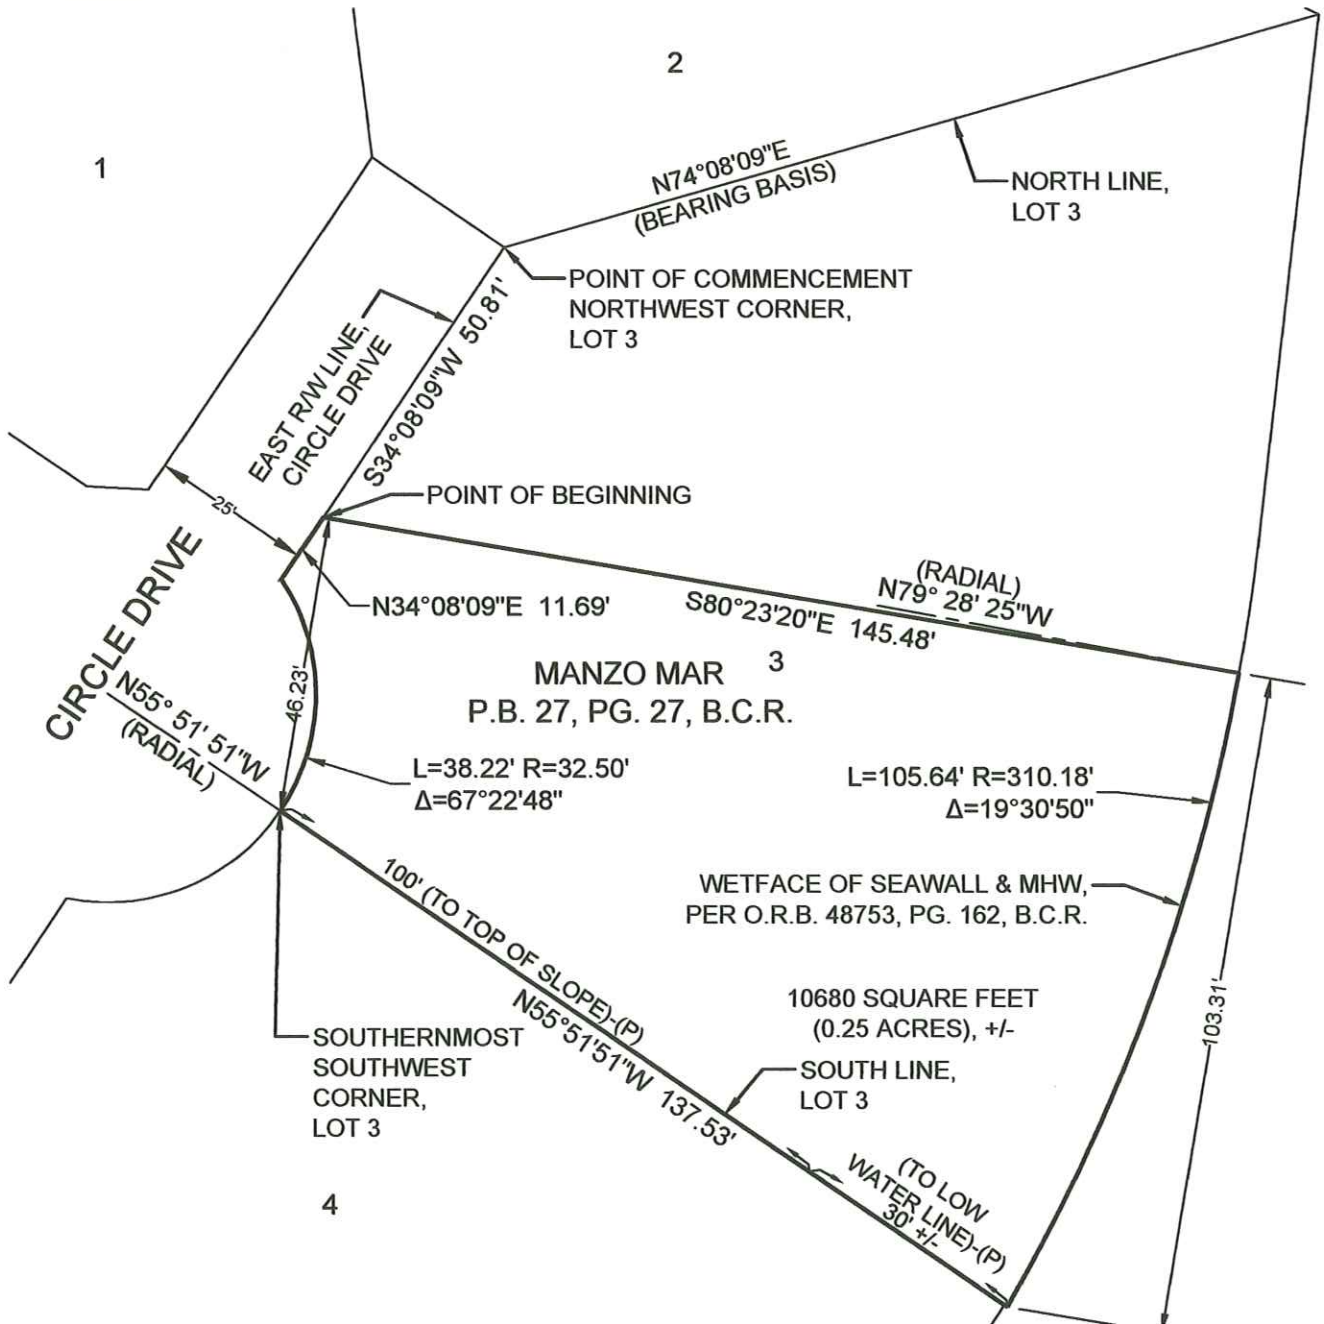 2
1
N74°08'09"E
(BEARING BASIS)
NORTH LINE,
LOT 3
POINT OF COMMENCEMENT
NORTHWEST CORNER,
LOT 3
EAST R/W LINE,
CIRCLE DRIVE
S34°08'09"W 50.81'
25'
POINT OF BEGINNING
CIRCLE DRIVE
N34°08'09"E 11.69'
(RADIAL)
N79° 28' 25"W
S80°23'20"E 145.48'
3
MANZO MAR
P.B. 27, PG. 27, B.C.R.
46.23'
N55° 51' 51"W
(RADIAL)
L=38.22' R=32.50'
Δ=67°22'48"
L=105.64' R=310.18'
Δ=19°30'50"
WETFACE OF SEAWALL & MHW,
PER O.R.B. 48753, PG. 162, B.C.R.
100' (TO TOP OF SLOPE)-(P)
N55°51'51"W 137.53'
10680 SQUARE FEET
(0.25 ACRES), +/-
103.31'
SOUTHERNMOST
SOUTHWEST
CORNER,
LOT 3
SOUTH LINE,
LOT 3
(TO LOW
WATER LINE)-(P)
30' +/-
4